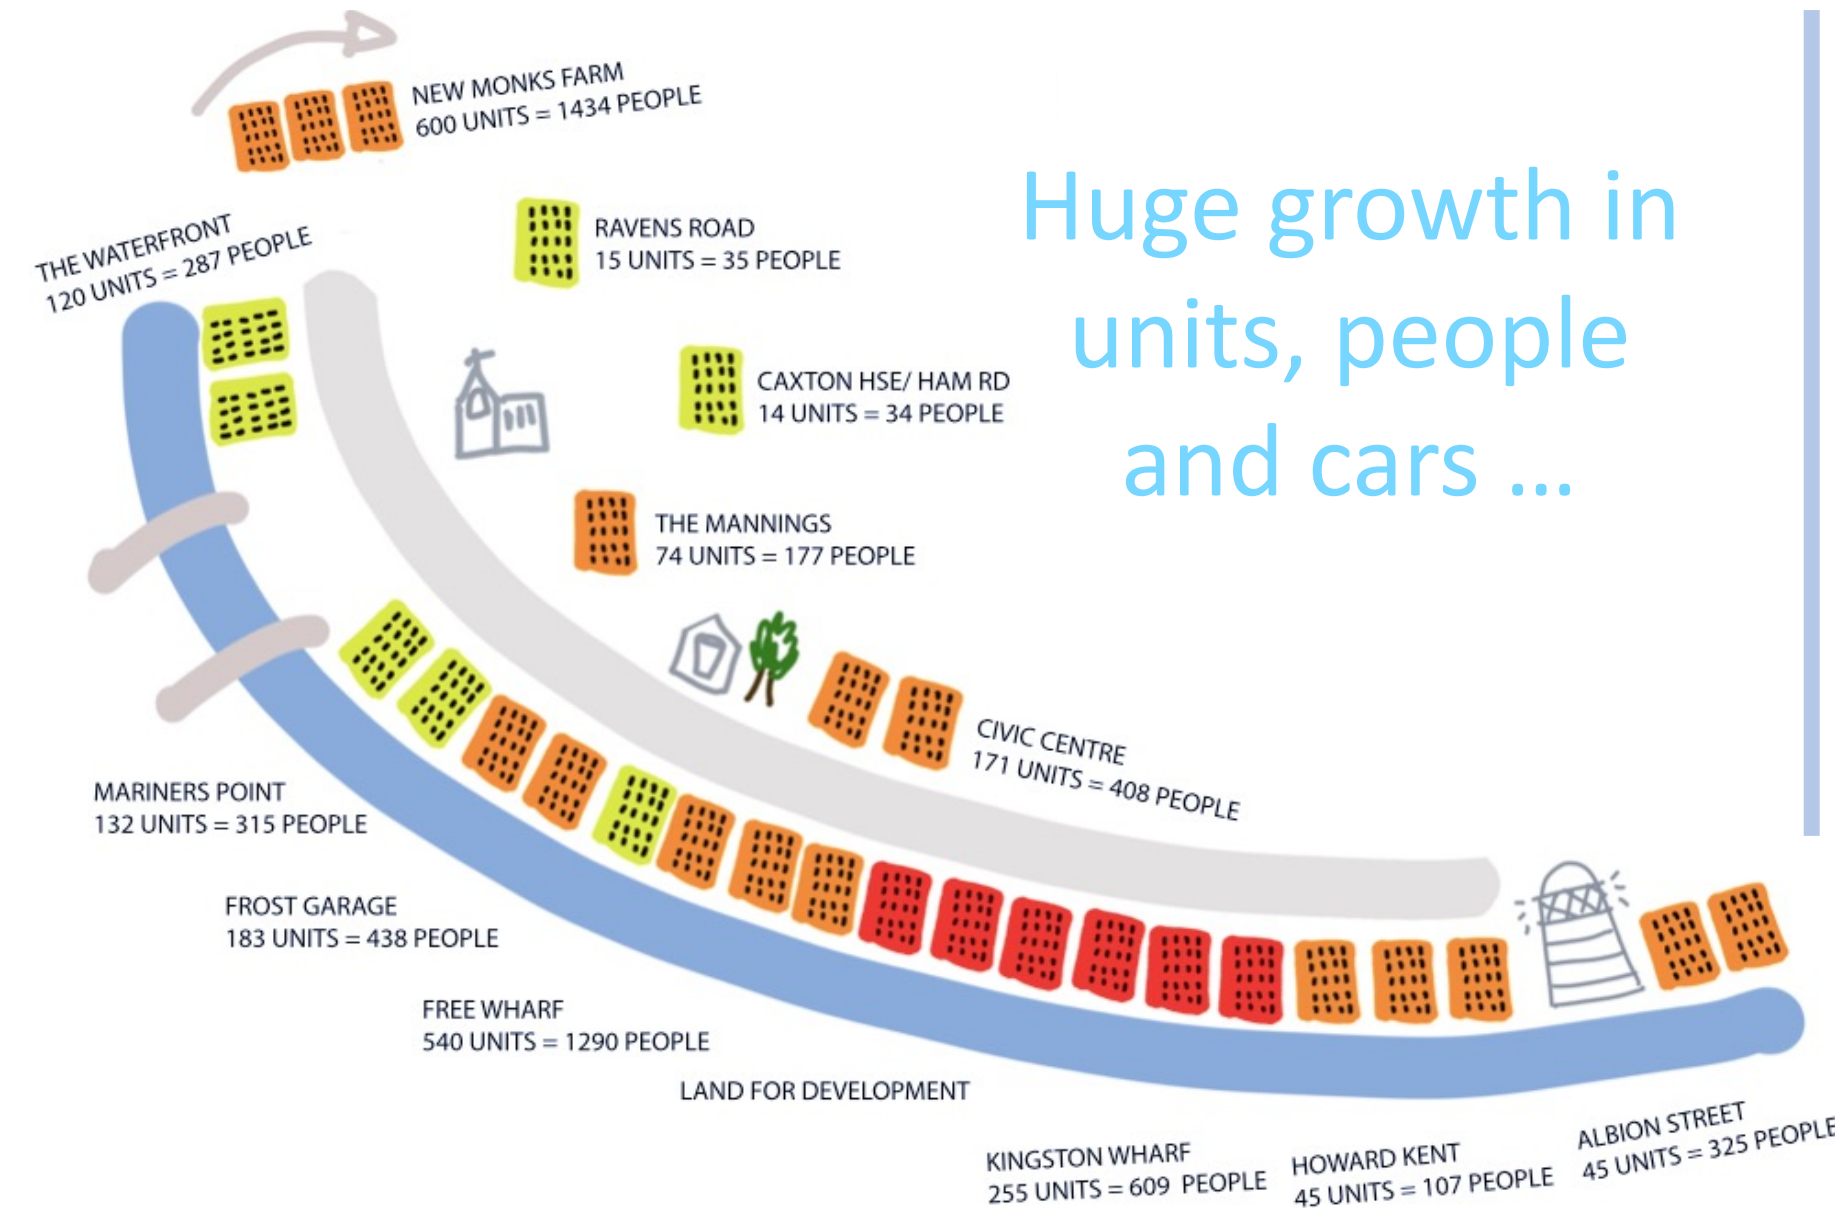 NEW MONKS FARM
600 UNITS = 1434 PEOPLE
THE WATERFRONT
120 UNITS = 287 PEOPLE
RAVENS ROAD
15 UNITS = 35 PEOPLE
Huge growth in
units, people
and cars ...
CAXTON HSE/ HAM RD
14 UNITS = 34 PEOPLE
THE MANNINGS
74 UNITS = 177 PEOPLE
CIVIC CENTRE
171 UNITS = 408 PEOPLE
MARINERS POINT
132 UNITS = 315 PEOPLE
FROST GARAGE
183 UNITS = 438 PEOPLE
FREE WHARF
540 UNITS = 1290 PEOPLE
LAND FOR DEVELOPMENT
KINGSTON WHARF
255 UNITS = 609 PEOPLE
HOWARD KENT
45 UNITS = 107 PEOPLE
ALBION STREET
45 UNITS = 325 PEOPLE